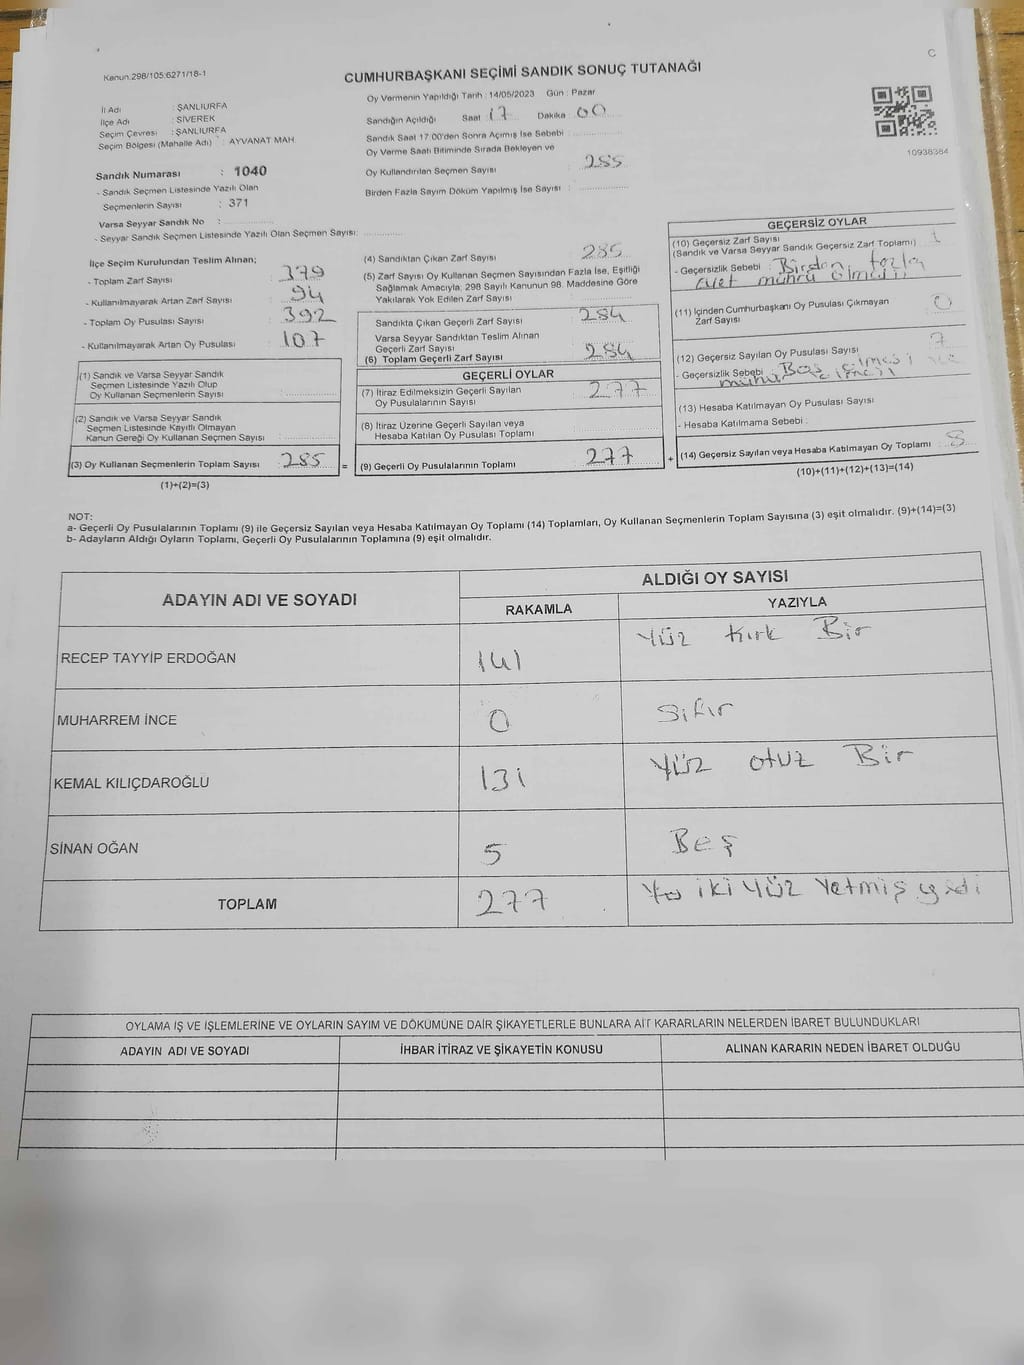 C
Kanun.298/105:6271/18-1
CUMHURBAŞKANI SEÇİMİ SANDIK SONUÇ TUTANAĞI
İl Adı : ŞANLIURFA
İlçe Adı : SİVEREK
Seçim Çevresi : ŞANLIURFA
Seçim Bölgesi (Mahalle Adı) : AYVANAT MAH.
Oy Vermenin Yapıldığı Tarih : 14/05/2023 Gün : Pazar
Sandığın Açıldığı Saat : 17 Dakika : 00
Sandık Saat 17.00'den Sonra Açımış İse Sebebi :
Oy Verme Saati Bitiminde Sırada Bekleyen ve
Oy Kullandırılan Seçmen Sayısı : 285
Birden Fazla Sayım Döküm Yapılmış İse Sayısı :
10938384
Sandık Numarası : 1040
- Sandık Seçmen Listesinde Yazılı Olan
Seçmenlerin Sayısı : 371
Varsa Seyyar Sandık No :
- Seyyar Sandık Seçmen Listesinde Yazılı Olan Seçmen Sayısı:
İlçe Seçim Kurulundan Teslim Alınan;
- Toplam Zarf Sayısı : 379
- Kullanılmayarak Artan Zarf Sayısı : 94
- Toplam Oy Pusulası Sayısı : 392
- Kullanılmayarak Artan Oy Pusulası : 107
(1) Sandık ve Varsa Seyyar Sandık
Seçmen Listesinde Yazılı Olup
Oy Kullanan Seçmenlerin Sayısı :
(2) Sandık ve Varsa Seyyar Sandık
Seçmen Listesinde Kayıtlı Olmayan
Kanun Gereği Oy Kullanan Seçmen Sayısı :
(3) Oy Kullanan Seçmenlerin Toplam Sayısı : 285 =
(1)+(2)=(3)
(4) Sandıktan Çıkan Zarf Sayısı : 285
(5) Zarf Sayısı Oy Kullanan Seçmen Sayısından Fazla İse, Eşitliği
Sağlamak Amacıyla, 298 Sayılı Kanunun 98. Maddesine Göre
Yakılarak Yok Edilen Zarf Sayısı :
Sandıkta Çıkan Geçerli Zarf Sayısı : 284
Varsa Seyyar Sandıktan Teslim Alınan
Geçerli Zarf Sayısı :
(6) Toplam Geçerli Zarf Sayısı : 284
GEÇERLİ OYLAR
(7) İtiraz Edilmeksizin Geçerli Sayılan
Oy Pusulalarının Sayısı : 277
(8) İtiraz Üzerine Geçerli Sayılan veya
Hesaba Katılan Oy Pusulası Toplamı :
(9) Geçerli Oy Pusulalarının Toplamı : 277 +
GEÇERSİZ OYLAR
(10) Geçersiz Zarf Sayısı : 1
(Sandık ve Varsa Seyyar Sandık Geçersiz Zarf Toplamı)
- Geçersizlik Sebebi : Birden fazla
evet mührü
(11) İçinden Cumhurbaşkanı Oy Pusulası Çıkmayan
Zarf Sayısı : 0
(12) Geçersiz Sayılan Oy Pusulası Sayısı : 7
- Geçersizlik Sebebi :
(13) Hesaba Katılmayan Oy Pusulası Sayısı :
- Hesaba Katılmama Sebebi :
(14) Geçersiz Sayılan veya Hesaba Katılmayan Oy Toplamı : 8
(10)+(11)+(12)+(13)=(14)
NOT:
a- Geçerli Oy Pusulalarının Toplamı (9) ile Geçersiz Sayılan veya Hesaba Katılmayan Oy Toplamı (14) Toplamları, Oy Kullanan Seçmenlerin Toplam Sayısına (3) eşit olmalıdır. (9)+(14)=(3)
b- Adayların Aldığı Oyların Toplamı, Geçerli Oy Pusulalarının Toplamına (9) eşit olmalıdır.
ADAYIN ADI VE SOYADI ALDIĞI OY SAYISI
RAKAMLA YAZIYLA
RECEP TAYYİP ERDOĞAN 141 Yüz Kırk Bir
MUHARREM İNCE 0 Sıfır
KEMAL KILIÇDAROĞLU 131 Yüz otuz Bir
SİNAN OĞAN 5 Beş
TOPLAM 277 iki yüz Yetmiş yedi
OYLAMA İŞ VE İŞLEMLERİNE VE OYLARIN SAYIM VE DÖKÜMÜNE DAİR ŞİKAYETLERLE BUNLARA AİT KARARLARIN NELERDEN İBARET BULUNDUKLARI
ADAYIN ADI VE SOYADI İHBAR İTİRAZ VE ŞİKAYETİN KONUSU ALINAN KARARIN NEDEN İBARET OLDUĞU